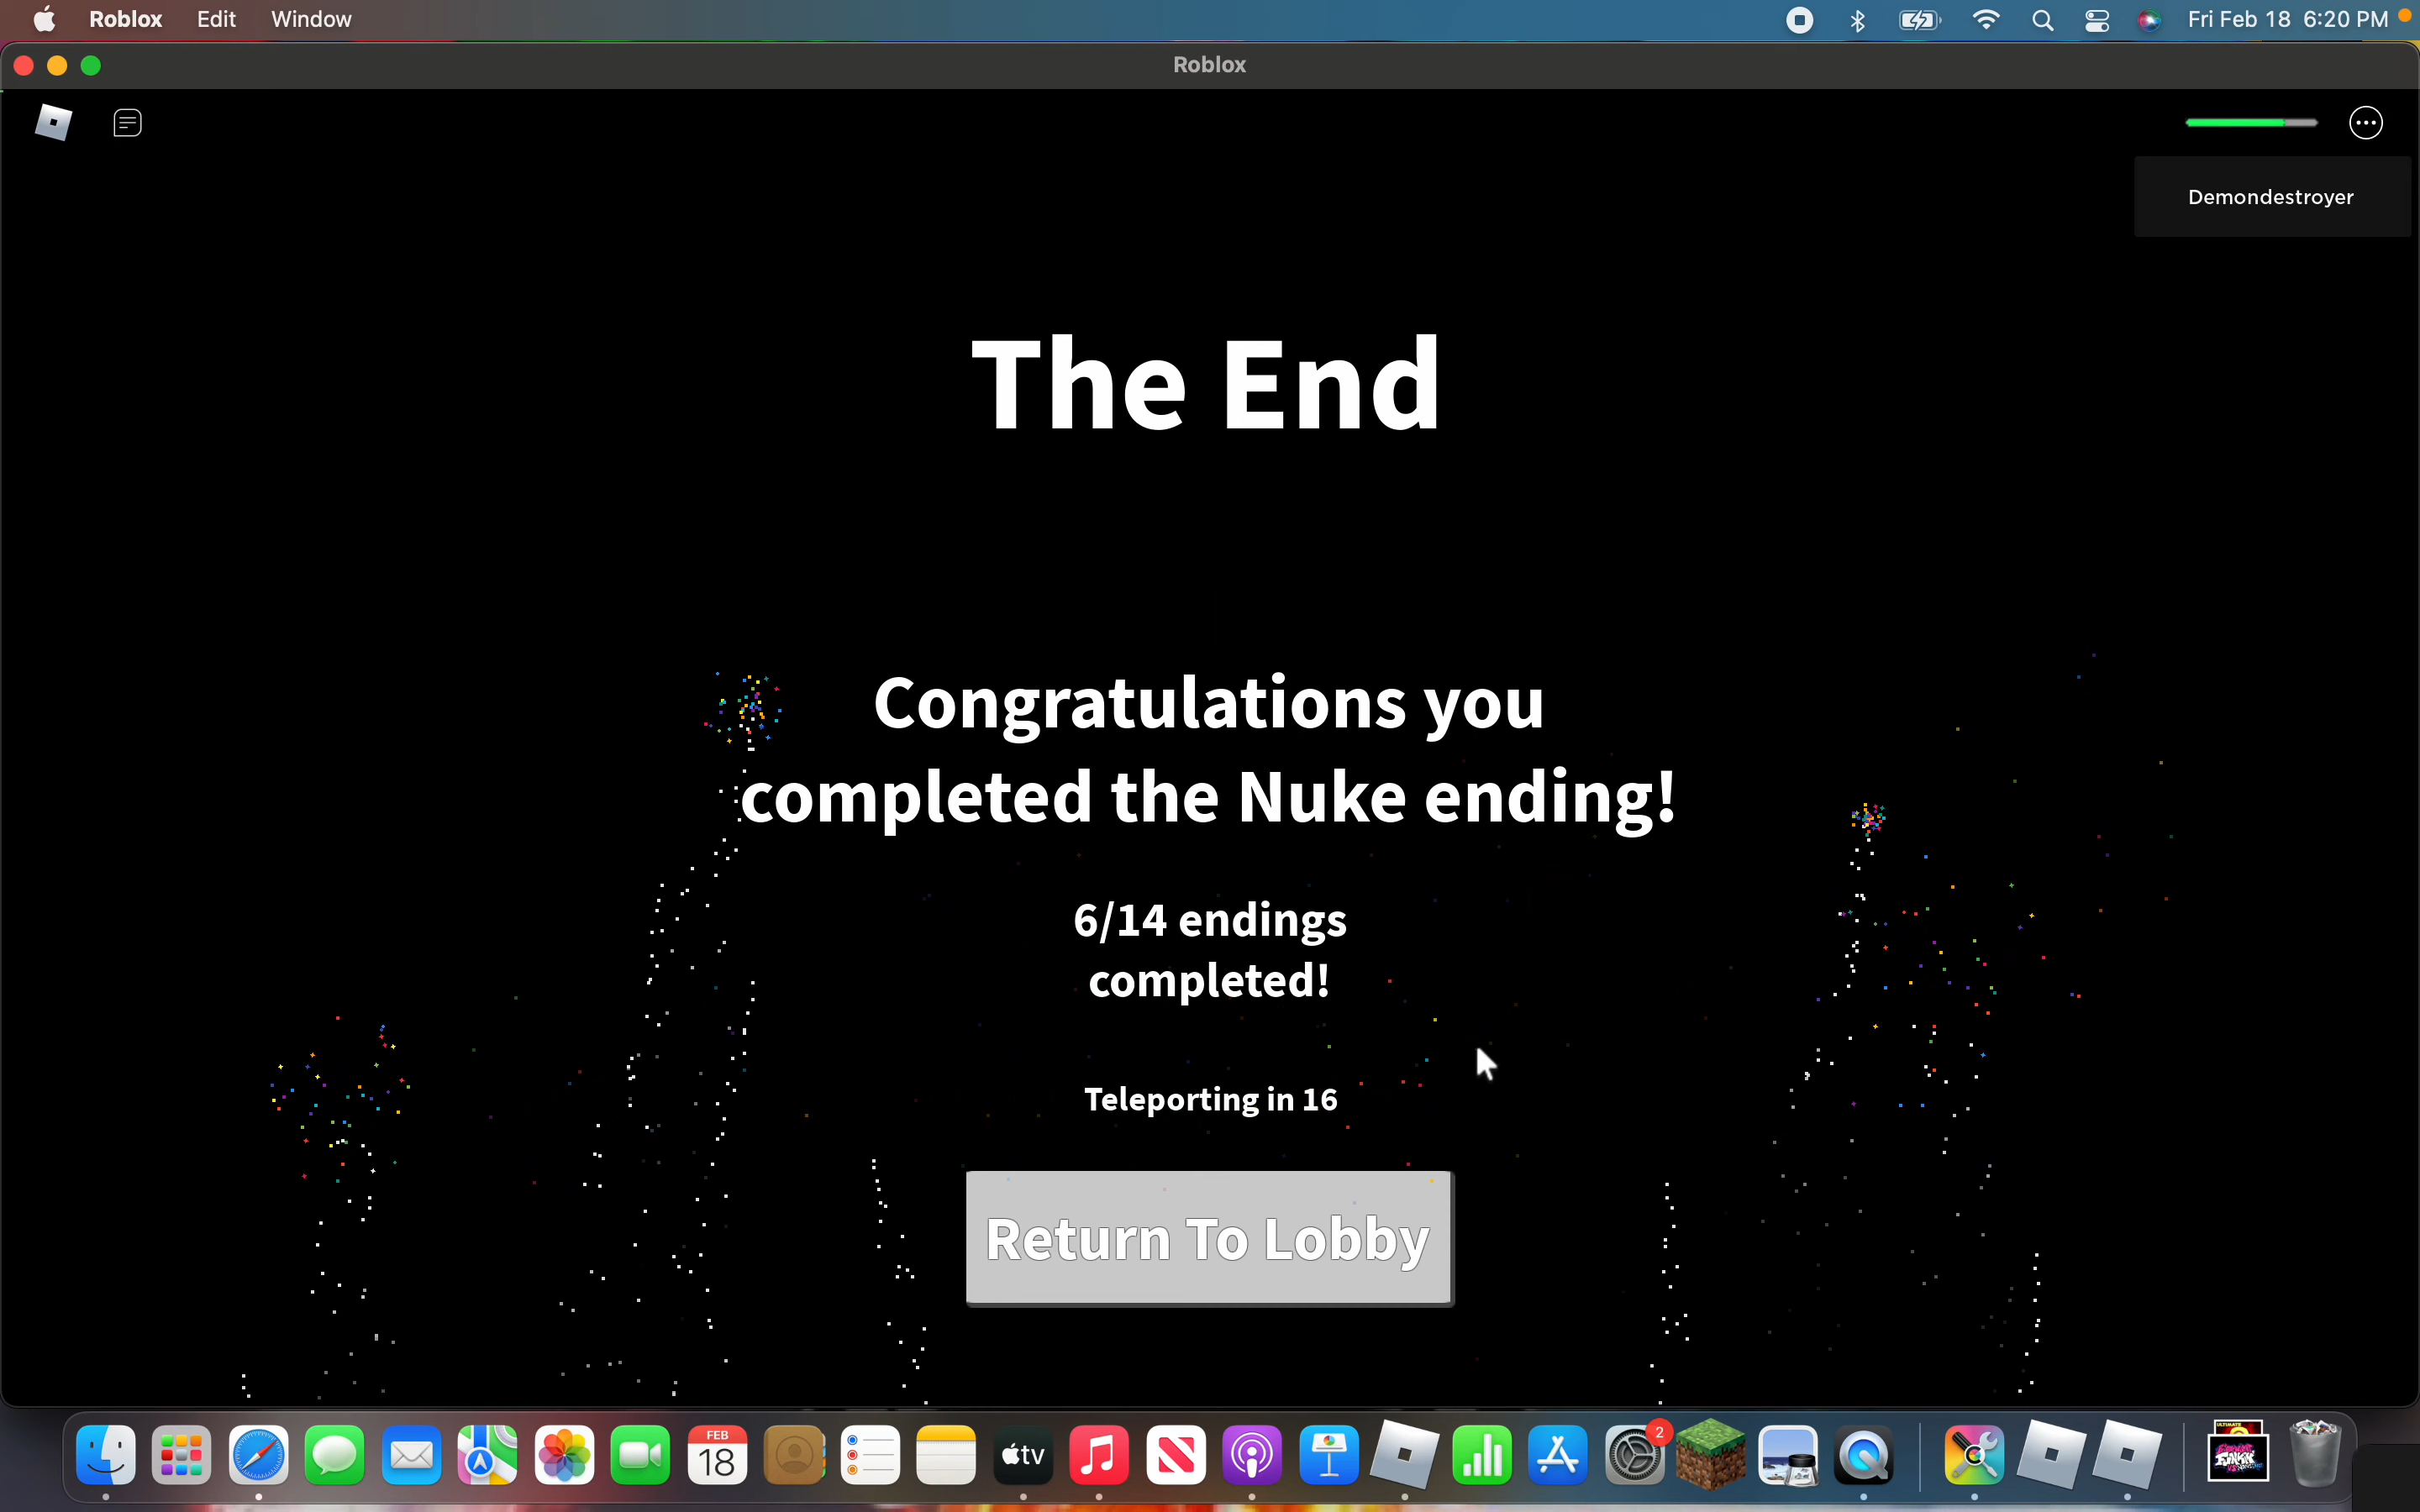 Roblox Edit Window Fri Feb 18 6:20 PM
Roblox
Demondestroyer
The End
Congratulations you
completed the Nuke ending!
6/14 endings
completed!
Teleporting in 16
Return To Lobby
FEB
18
tv
2
ULTIMATE